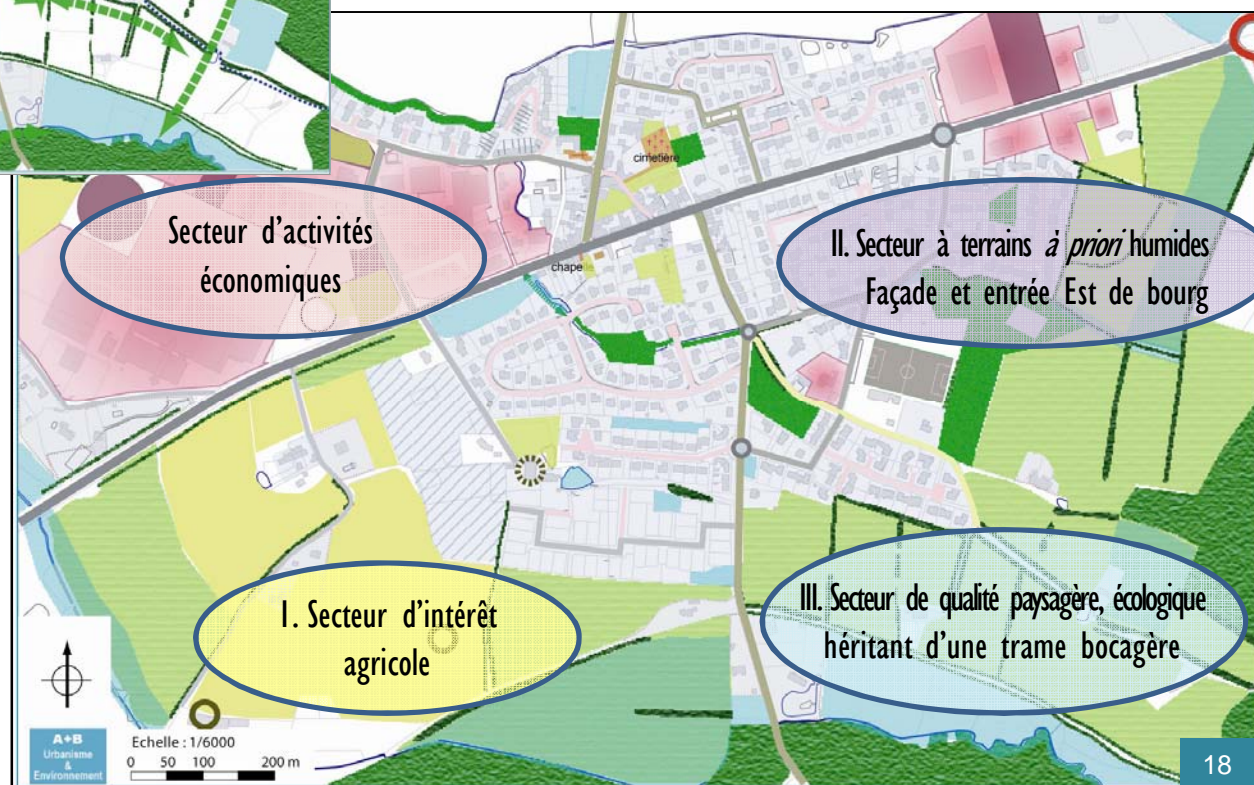 cimetière
Secteur d'activités
économiques
II. Secteur à terrains à priori humides
Façade et entrée Est de bourg
chapelle
I. Secteur d'intérêt
agricole
III. Secteur de qualité paysagère, écologique
héritant d'une trame bocagère
A+B
Urbanisme
&
Environnement
Echelle : 1/6000
0 50 100 200 m
18